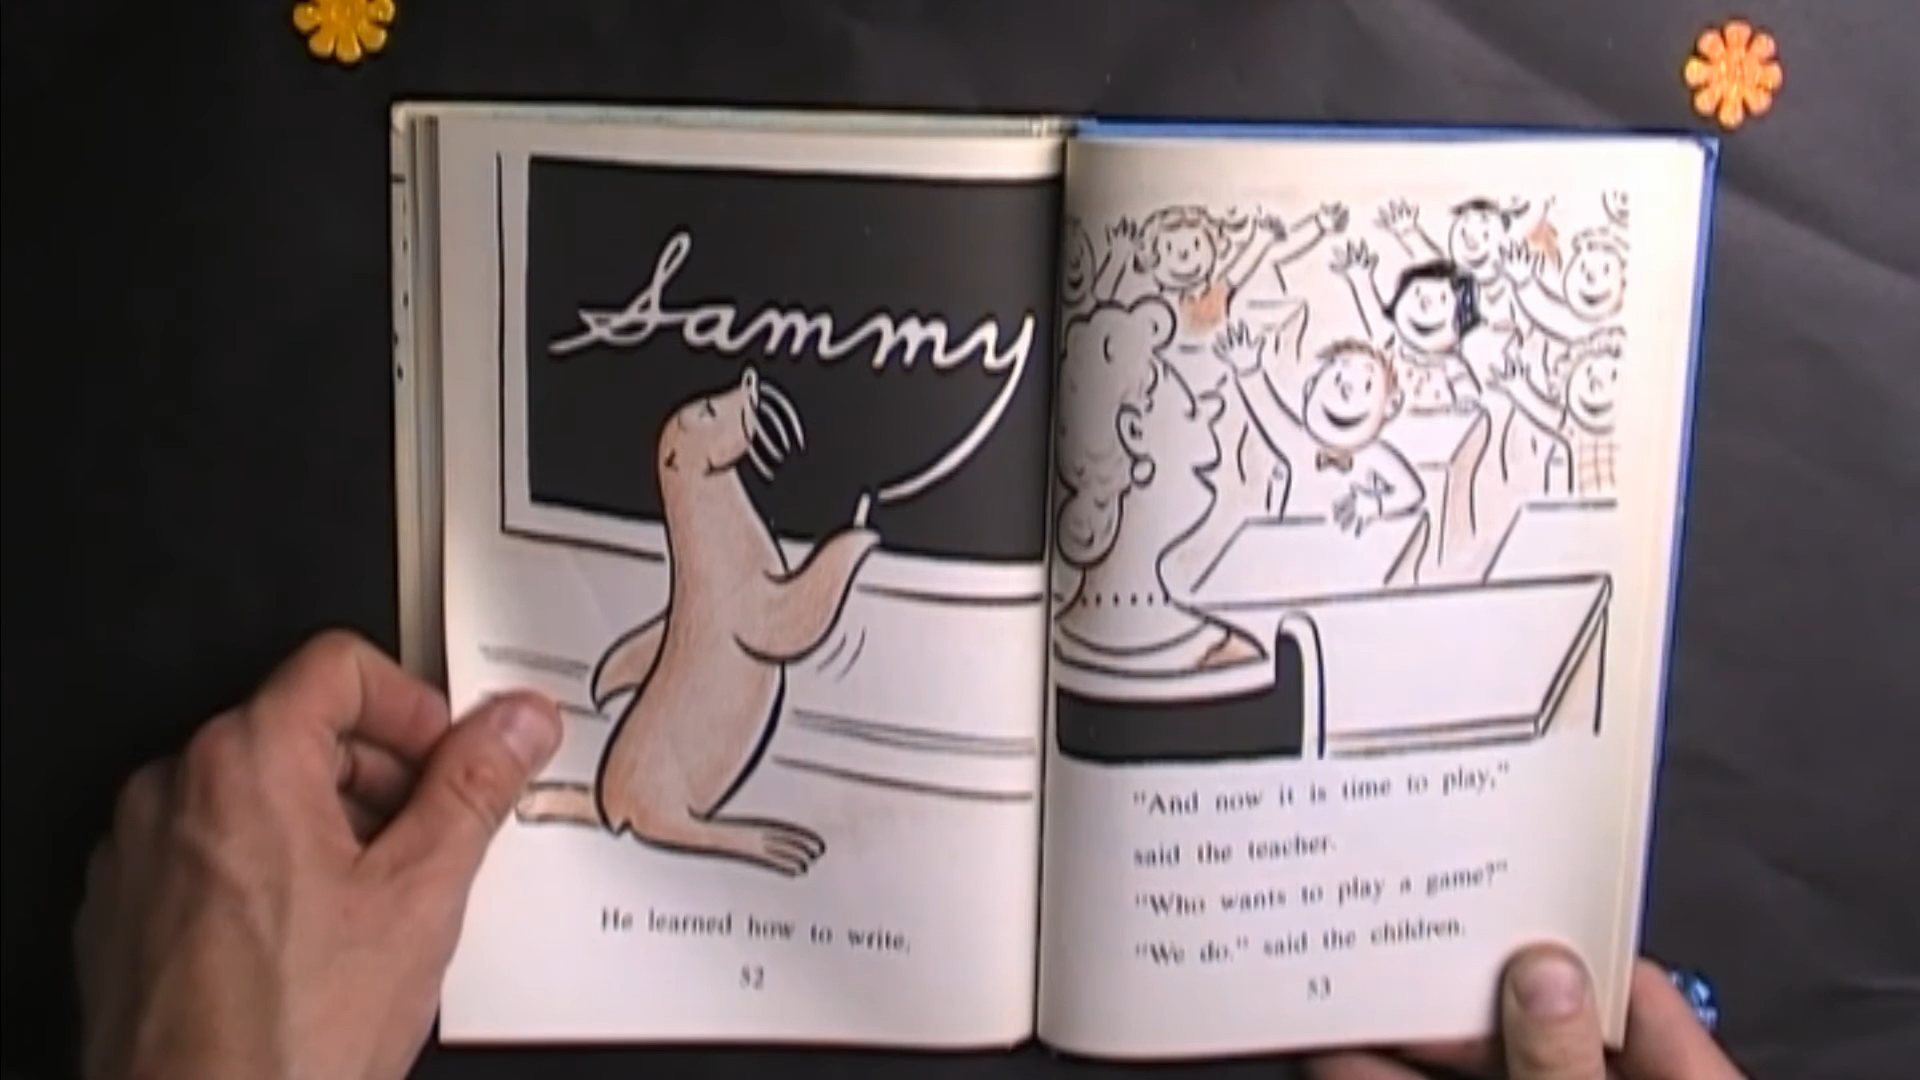 Sammy
He learned how to write.
52
"And now it is time to play,"
said the teacher.
"Who wants to play a game?"
"We do." said the children.
53